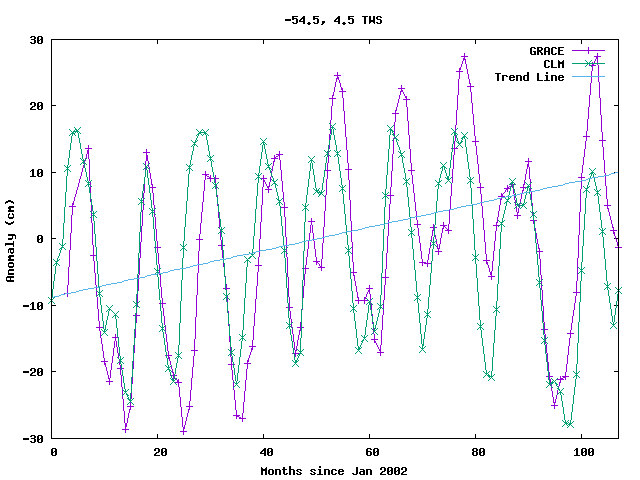 -54.5, 4.5 TWS
GRACE
CLM
Trend Line
30
20
10
0
-10
-20
-30
Anomaly (cm)
0 20 40 60 80 100
Months since Jan 2002